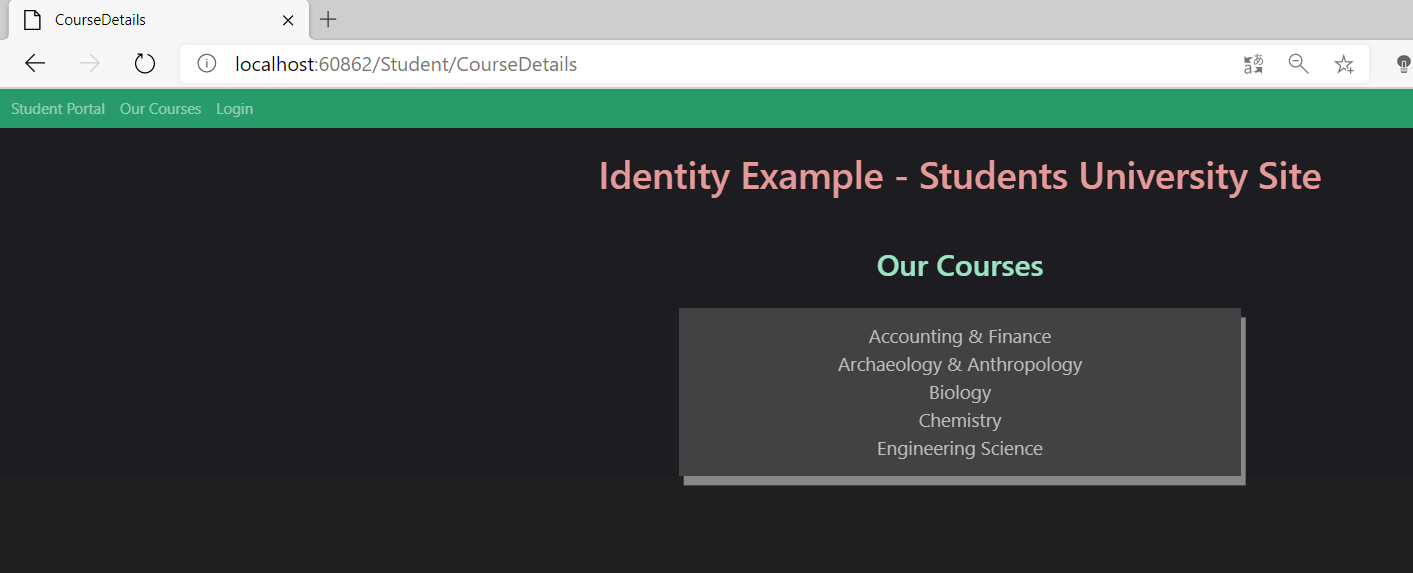 CourseDetails
localhost:60862/Student/CourseDetails
Student Portal Our Courses Login
Identity Example - Students University Site
Our Courses
Accounting & Finance
Archaeology & Anthropology
Biology
Chemistry
Engineering Science